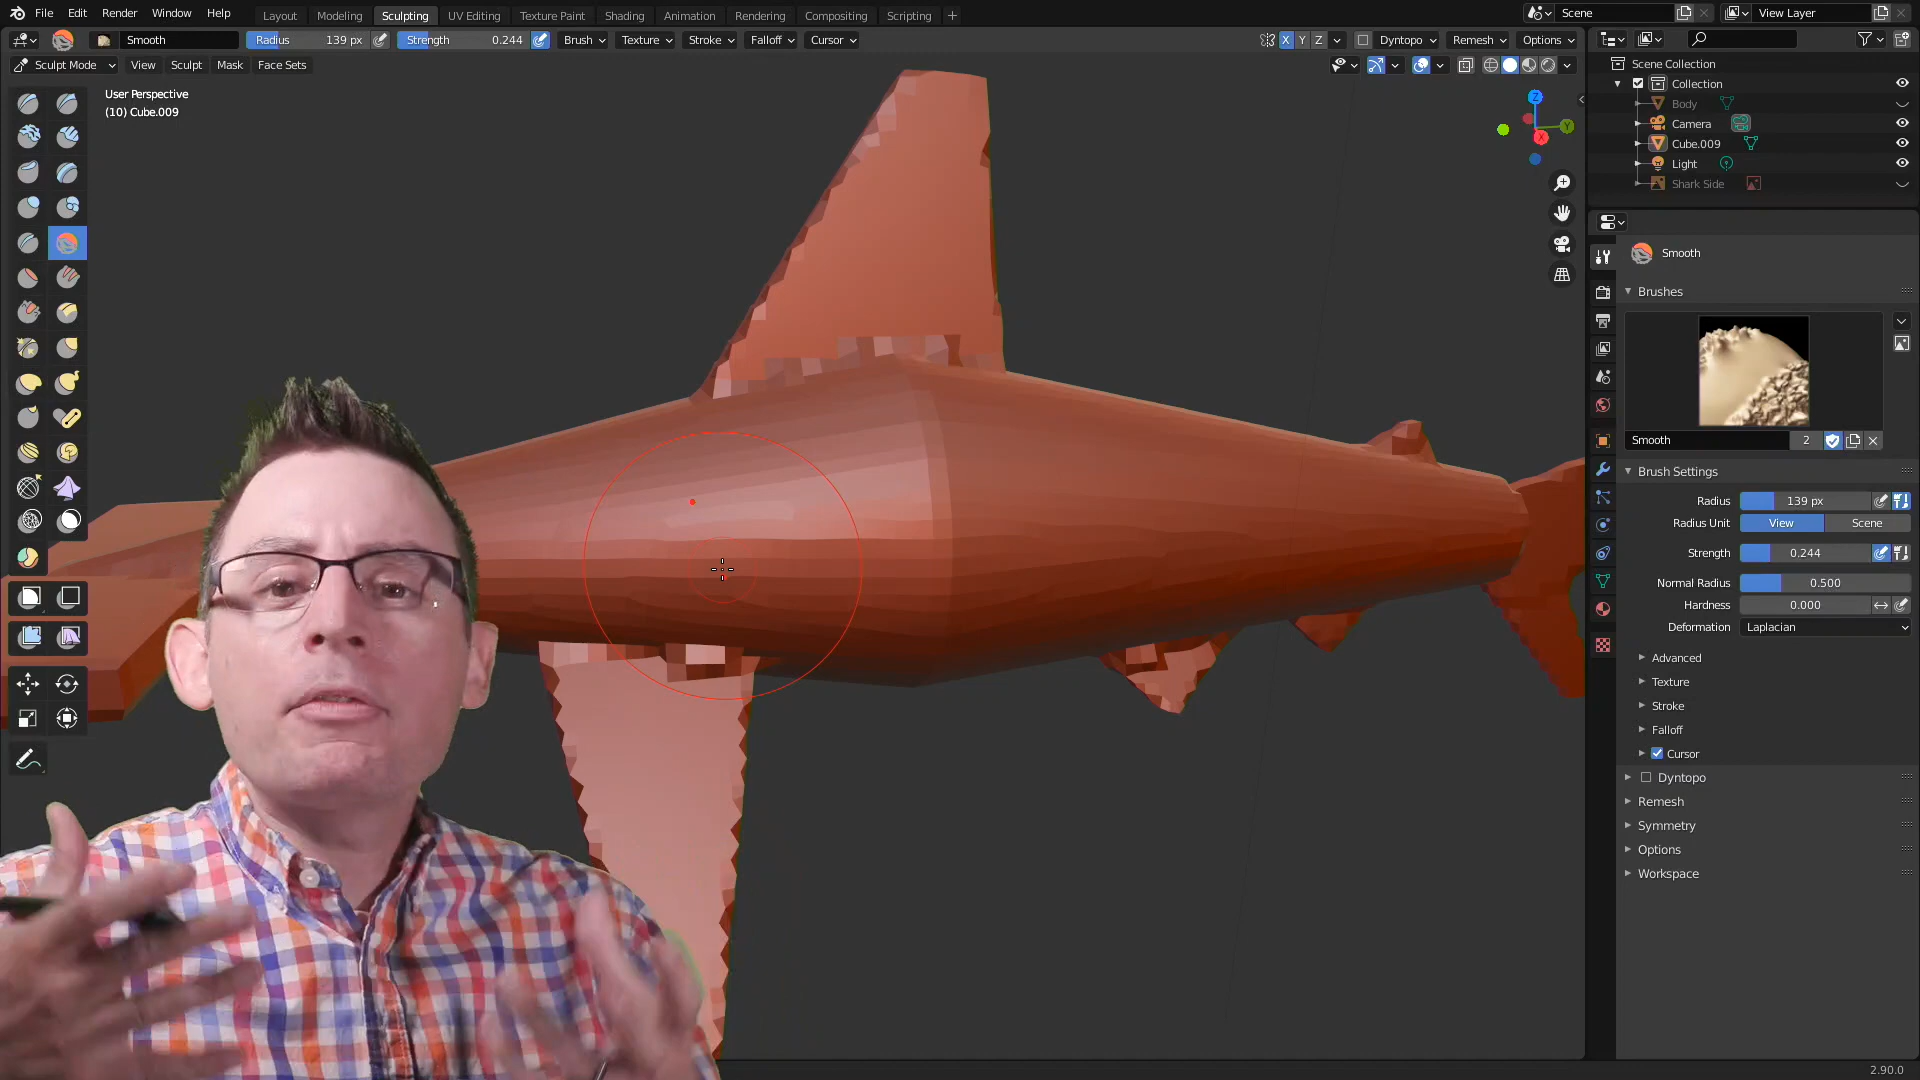 File Edit Render Window Help Layout Modeling Sculpting UV Editing Texture Paint Shading Animation Rendering Compositing Scripting + Scene View Layer
Smooth Radius 139 px Strength 0.244 Brush Texture Stroke Falloff Cursor X Y Z Dyntopo Remesh Options
Sculpt Mode View Sculpt Mask Face Sets
User Perspective
(10) Cube.009
Z
Y
X
Scene Collection
Collection
Body
Camera
Cube.009
Light
Shark Side
Smooth
Brushes
Smooth 2
Brush Settings
Radius 139 px
Radius Unit View Scene
Strength 0.244
Normal Radius 0.500
Hardness 0.000
Deformation Laplacian
Advanced
Texture
Stroke
Falloff
Cursor
Dyntopo
Remesh
Symmetry
Options
Workspace
2.90.0